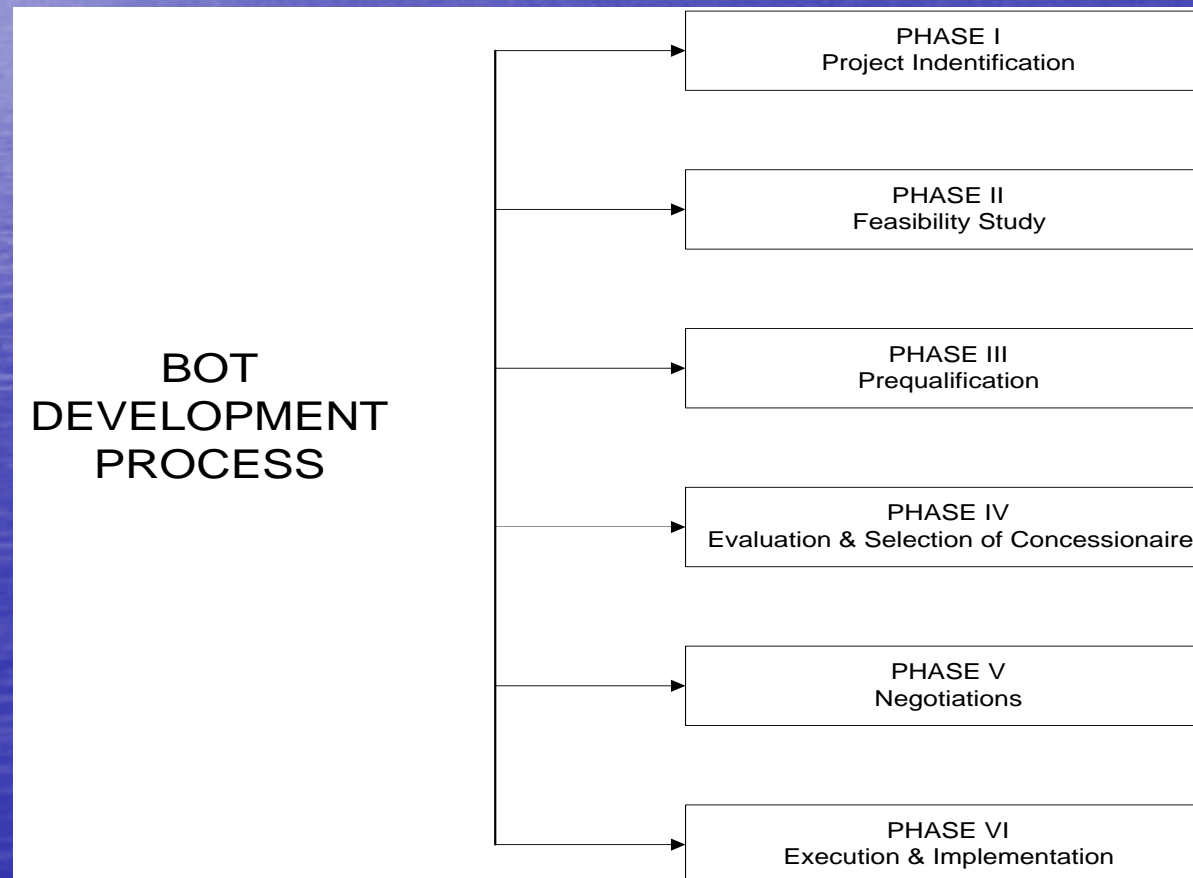 BOT
DEVELOPMENT
PROCESS
PHASE I
Project Indentification
PHASE II
Feasibility Study
PHASE III
Prequalification
PHASE IV
Evaluation & Selection of Concessionaire
PHASE V
Negotiations
PHASE VI
Execution & Implementation